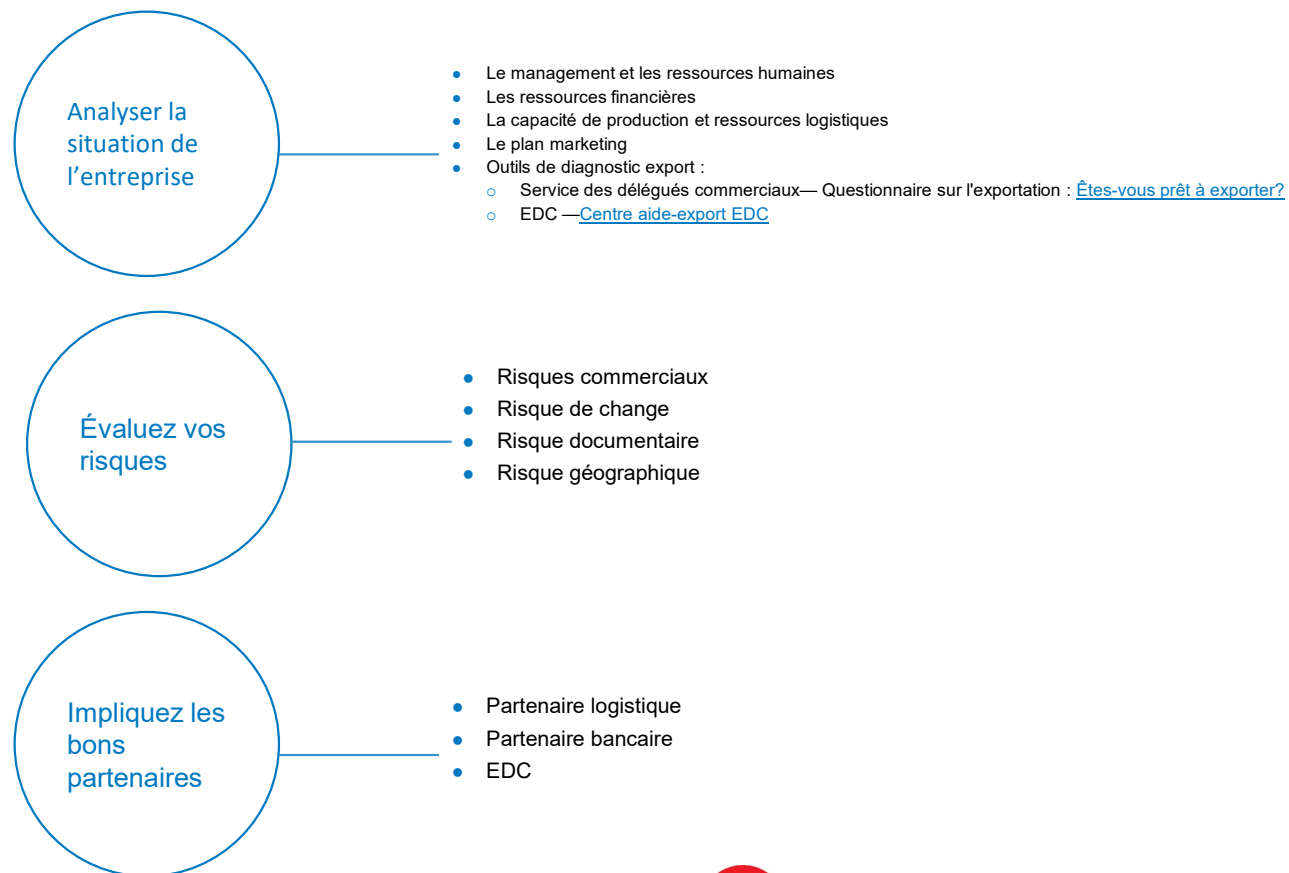 Analyser la
situation de
l’entreprise
● Le management et les ressources humaines
● Les ressources financières
● La capacité de production et ressources logistiques
● Le plan marketing
● Outils de diagnostic export :
○ Service des délégués commerciaux— Questionnaire sur l'exportation : Êtes-vous prêt à exporter?
○ EDC —Centre aide-export EDC
Évaluez vos
risques
● Risques commerciaux
● Risque de change
● Risque documentaire
● Risque géographique
Impliquez les
bons
partenaires
● Partenaire logistique
● Partenaire bancaire
● EDC